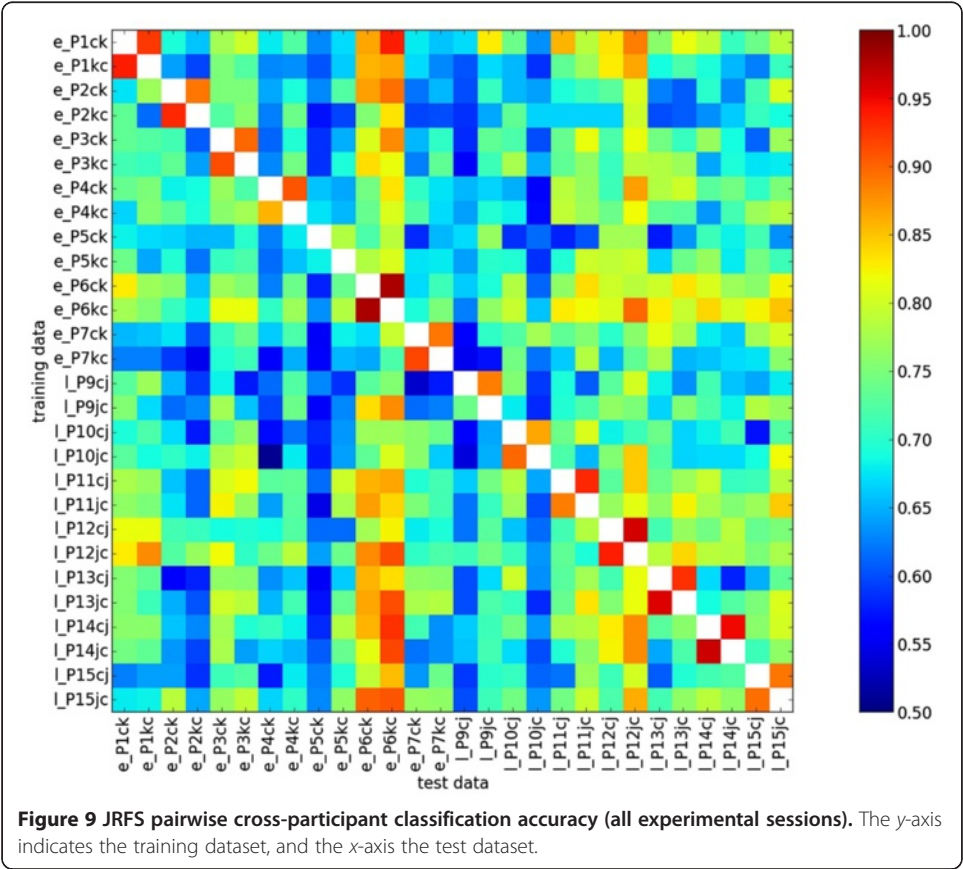 e_P1ck
e_P1kc
e_P2ck
e_P2kc
e_P3ck
e_P3kc
e_P4ck
e_P4kc
e_P5ck
e_P5kc
e_P6ck
e_P6kc
e_P7ck
e_P7kc
l_P9cj
l_P9jc
l_P10cj
l_P10jc
l_P11cj
l_P11jc
l_P12cj
l_P12jc
l_P13cj
l_P13jc
l_P14cj
l_P14jc
l_P15cj
l_P15jc
training data
e_P1ck
e_P1kc
e_P2ck
e_P2kc
e_P3ck
e_P3kc
e_P4ck
e_P4kc
e_P5ck
e_P5kc
e_P6ck
e_P6kc
e_P7ck
e_P7kc
l_P9cj
l_P9jc
l_P10cj
l_P10jc
l_P11cj
l_P11jc
l_P12cj
l_P12jc
l_P13cj
l_P13jc
l_P14cj
l_P14jc
l_P15cj
l_P15jc
test data
1.00
0.95
0.90
0.85
0.80
0.75
0.70
0.65
0.60
0.55
0.50
Figure 9 JRFS pairwise cross-participant classification accuracy (all experimental sessions). The y-axis
indicates the training dataset, and the x-axis the test dataset.